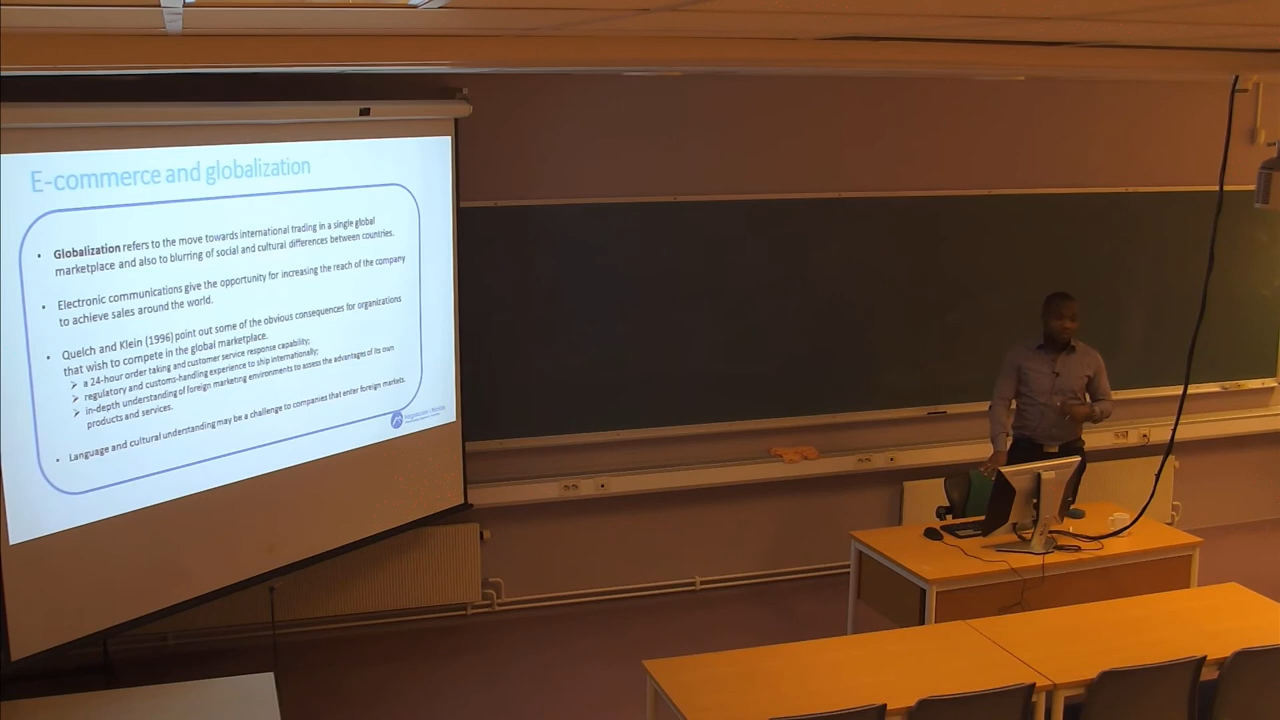 E-commerce and globalization
• Globalization refers to the move towards international trading in a single global
marketplace and also to blurring of social and cultural differences between countries.
• Electronic communications give the opportunity for increasing the reach of the company
to achieve sales around the world.
• Quelch and Klein (1996) point out some of the obvious consequences for organizations
that wish to compete in the global marketplace.
➢ a 24-hour order taking and customer service response capability;
➢ regulatory and customs-handling experience to ship internationally;
➢ in-depth understanding of foreign marketing environments to assess the advantages of its own
products and services.
• Language and cultural understanding may be a challenge to companies that enter foreign markets.